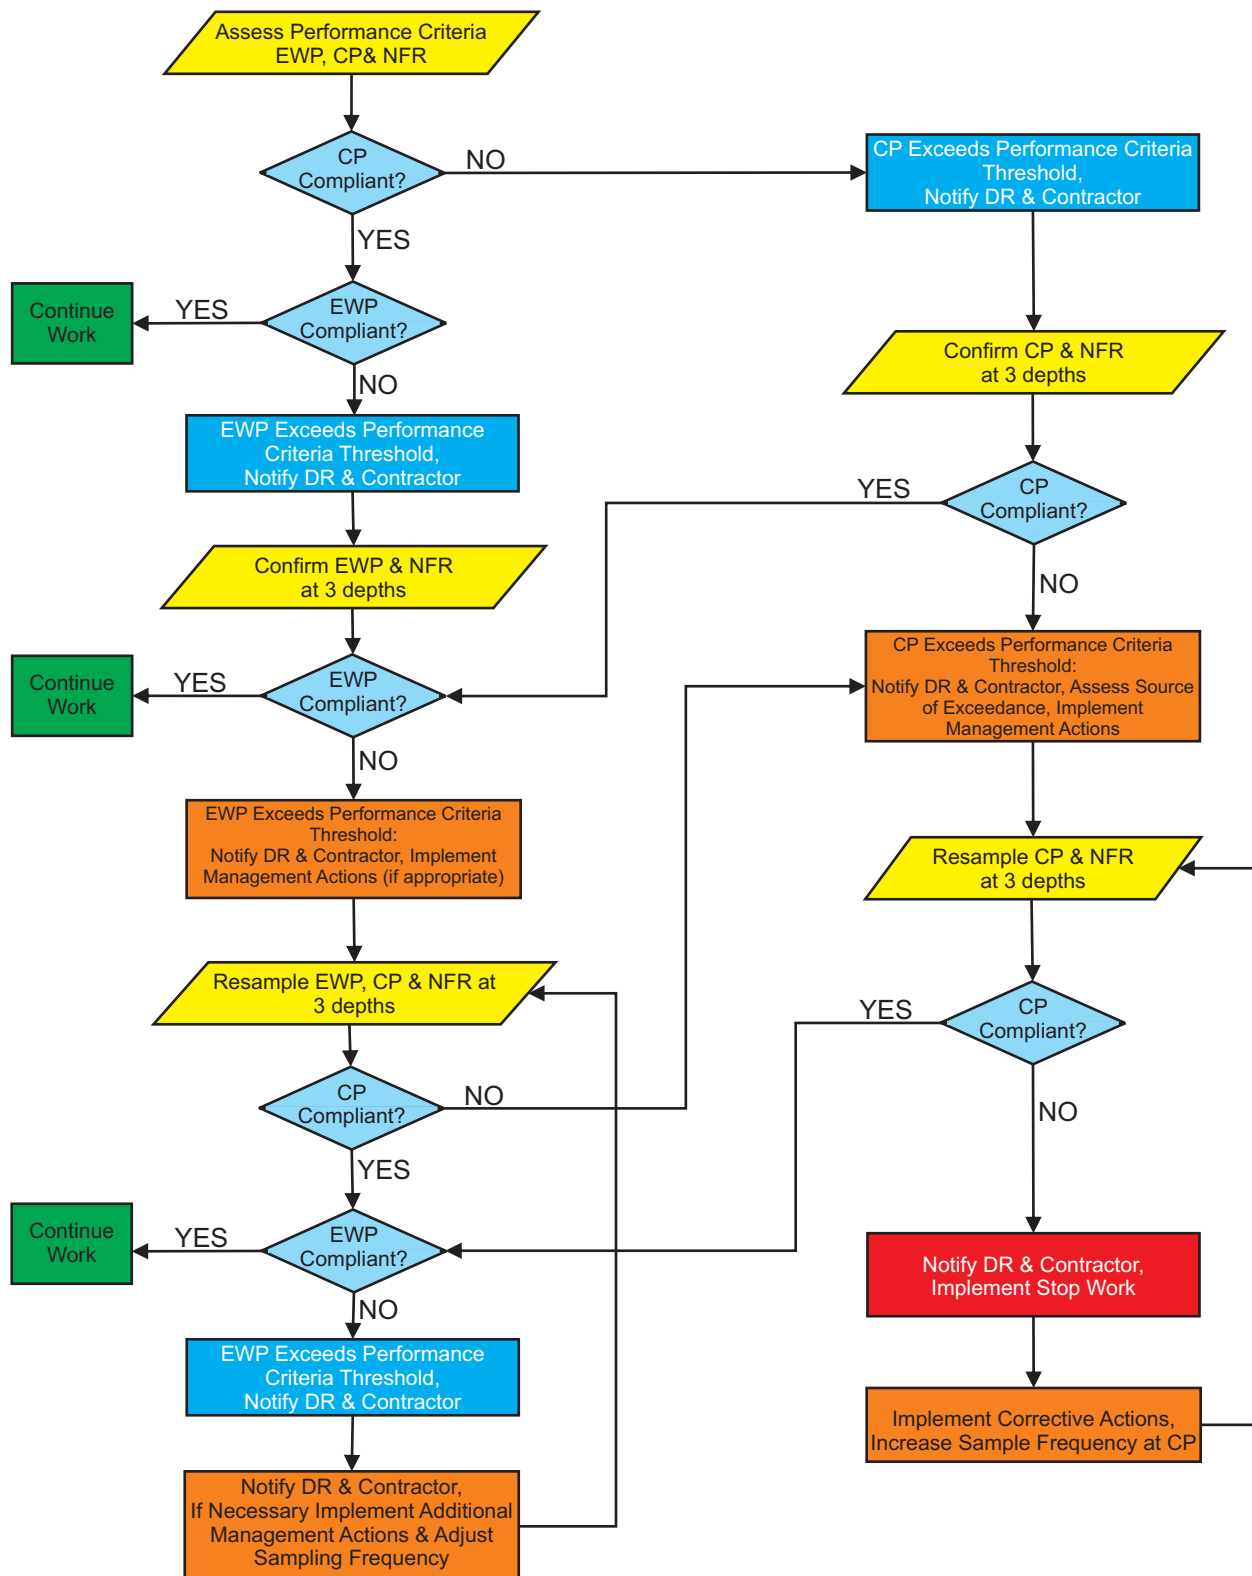 Assess Performance Criteria
EWP, CP& NFR
CP
Compliant?
NO
CP Exceeds Performance Criteria
Threshold,
Notify DR & Contractor
YES
Continue
Work
YES
EWP
Compliant?
NO
Confirm CP & NFR
at 3 depths
EWP Exceeds Performance
Criteria Threshold,
Notify DR & Contractor
YES
CP
Compliant?
NO
Confirm EWP & NFR
at 3 depths
CP Exceeds Performance Criteria
Threshold:
Notify DR & Contractor, Assess Source
of Exceedance, Implement
Management Actions
Continue
Work
YES
EWP
Compliant?
NO
EWP Exceeds Performance Criteria
Threshold:
Notify DR & Contractor, Implement
Management Actions (if appropriate)
Resample CP & NFR
at 3 depths
Resample EWP, CP & NFR at
3 depths
YES
CP
Compliant?
NO
CP
Compliant?
NO
YES
Continue
Work
YES
EWP
Compliant?
NO
Notify DR & Contractor,
Implement Stop Work
EWP Exceeds Performance
Criteria Threshold,
Notify DR & Contractor
Implement Corrective Actions,
Increase Sample Frequency at CP
Notify DR & Contractor,
If Necessary Implement Additional
Management Actions & Adjust
Sampling Frequency